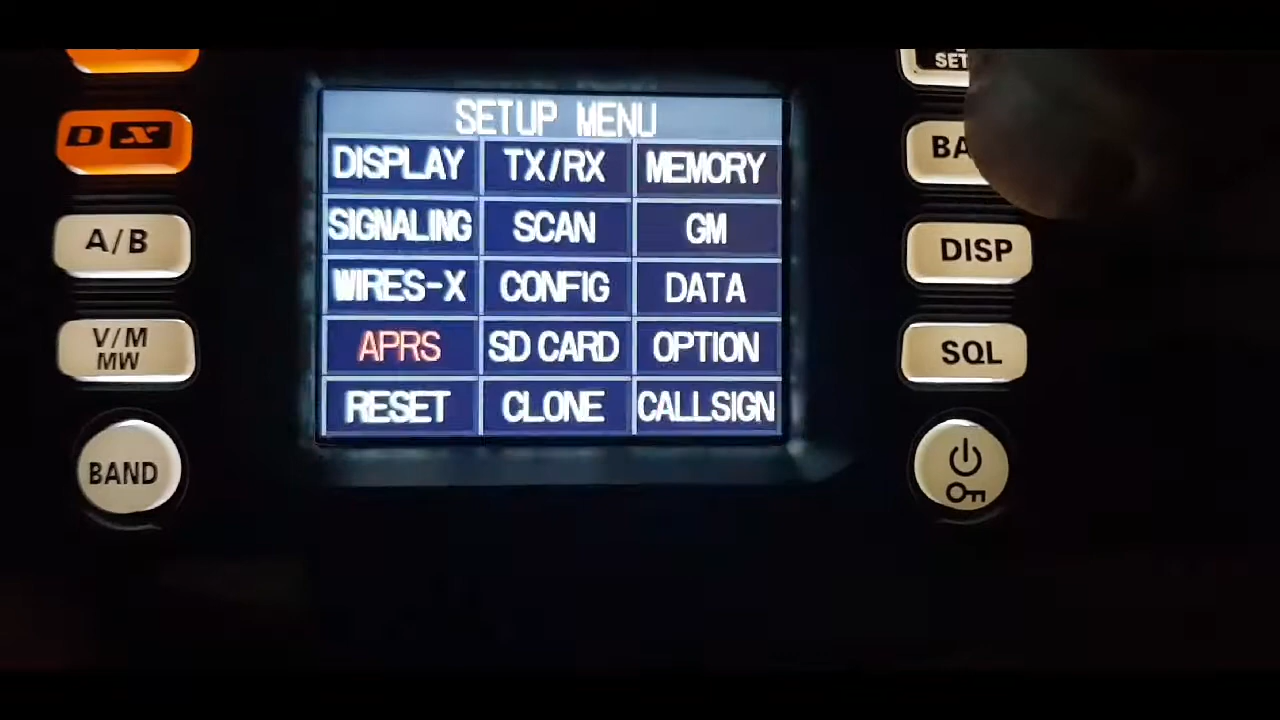 SETUP MENU
DISPLAY TX/RX MEMORY
SIGNALING SCAN GM
WIRES-X CONFIG DATA
APRS SD CARD OPTION
RESET CLONE CALLSIGN
D X
A/B
V/M
MW
BAND
DISP
SQL